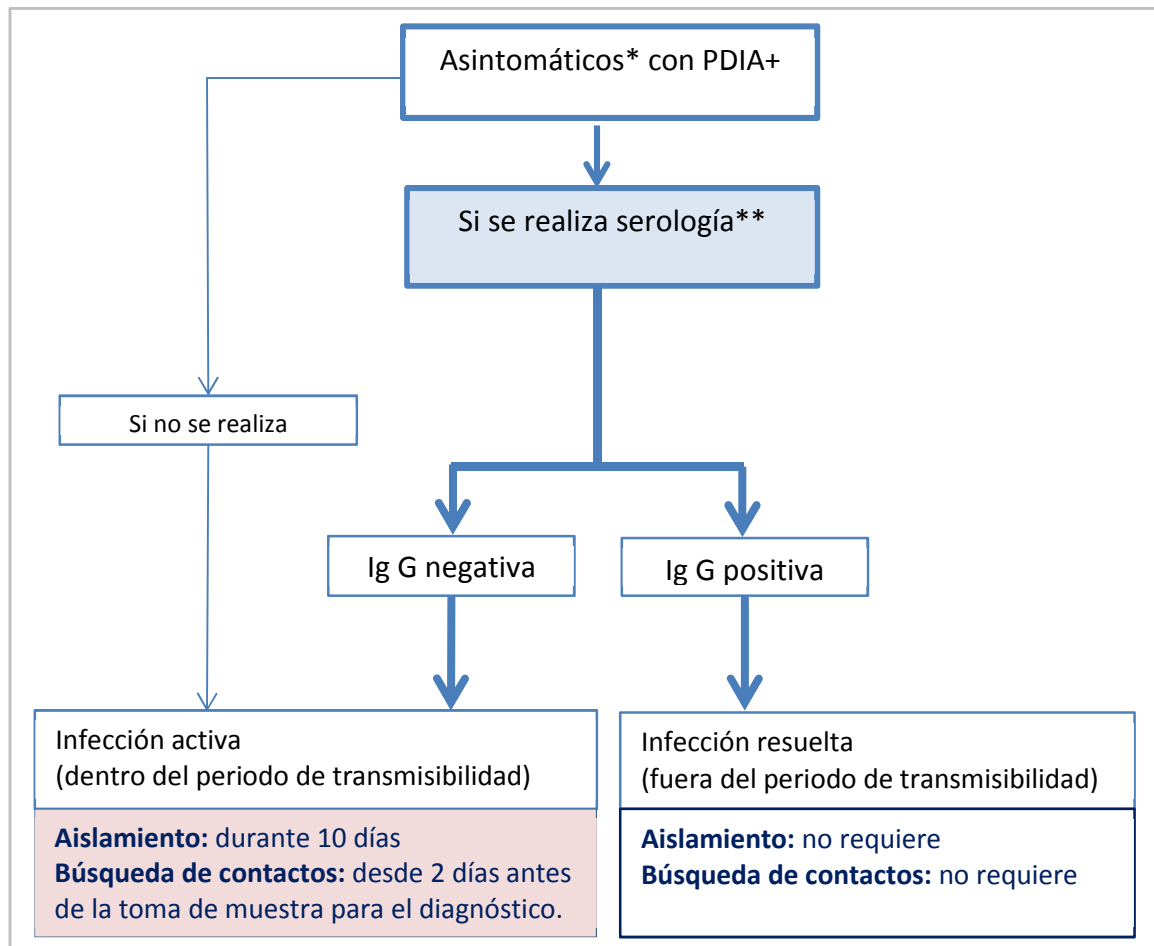 Asintomáticos* con PDIA+
Si se realiza serología**
Si no se realiza
Ig G negativa
Ig G positiva
Infección activa
(dentro del periodo de transmisibilidad)
Aislamiento: durante 10 días
Búsqueda de contactos: desde 2 días antes
de la toma de muestra para el diagnóstico.
Infección resuelta
(fuera del periodo de transmisibilidad)
Aislamiento: no requiere
Búsqueda de contactos: no requiere